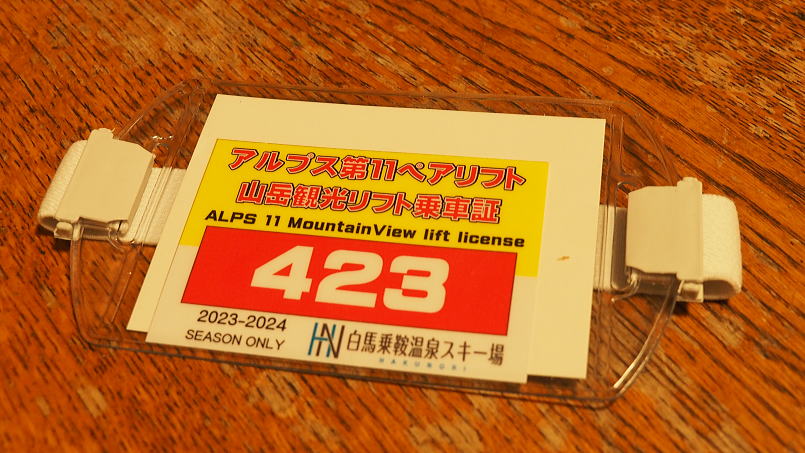 アルプス第11ペアリフト
山岳観光リフト乗車証
ALPS 11 MountainView lift license
423
2023-2024
SEASON ONLY
HN 白馬乗鞍温泉スキー場
HAKUNORI